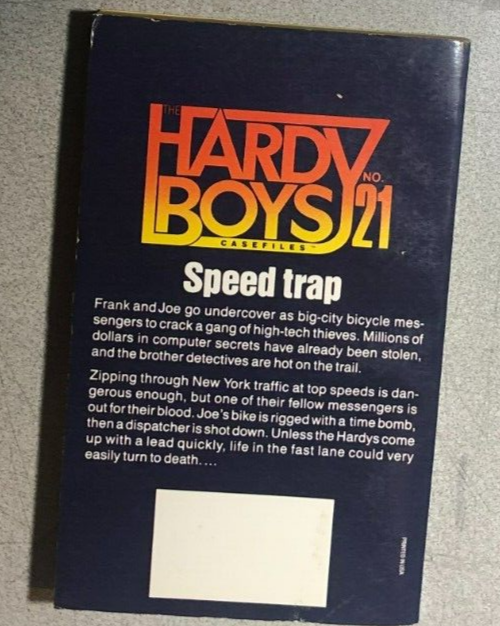 THE
HARDY
BOYS
NO.
21
CASEFILES™
Speed trap
Frank and Joe go undercover as big-city bicycle mes-
sengers to crack a gang of high-tech thieves. Millions of
dollars in computer secrets have already been stolen,
and the brother detectives are hot on the trail.
Zipping through New York traffic at top speeds is dan-
gerous enough, but one of their fellow messengers is
out for their blood. Joe's bike is rigged with a time bomb,
then a dispatcher is shot down. Unless the Hardys come
up with a lead quickly, life in the fast lane could very
easily turn to death....
PRINTED IN USA